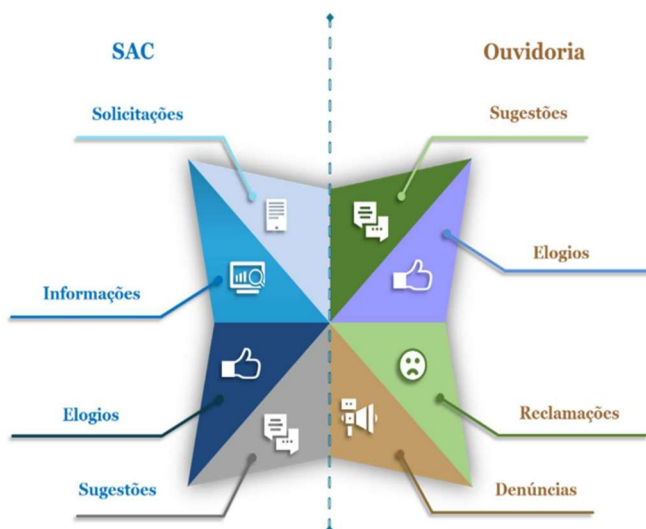 SAC
Ouvidoria
Solicitações
Sugestões
Informações
Elogios
Elogios
Reclamações
Sugestões
Denúncias